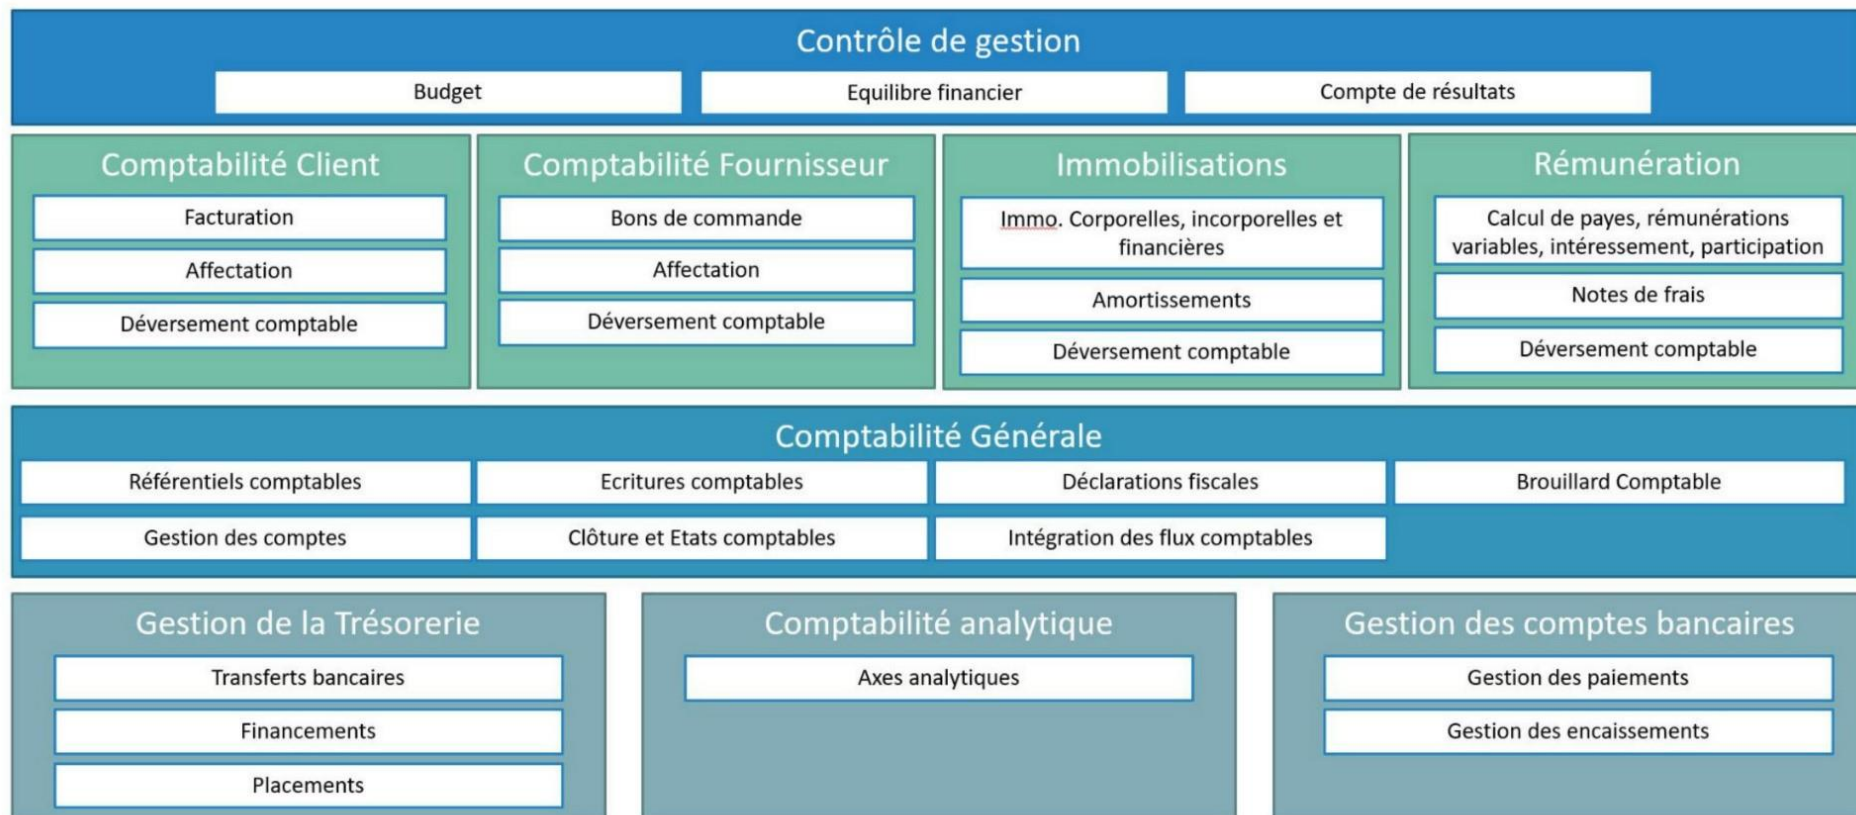 Contrôle de gestion
Budget
Equilibre financier
Compte de résultats
Comptabilité Client
Facturation
Affectation
Déversement comptable
Comptabilité Fournisseur
Bons de commande
Affectation
Déversement comptable
Immobilisations
Immo. Corporelles, incorporelles et
financières
Amortissements
Déversement comptable
Rémunération
Calcul de payes, rémunérations
variables, intéressement, participation
Notes de frais
Déversement comptable
Comptabilité Générale
Référentiels comptables
Ecritures comptables
Déclarations fiscales
Brouillard Comptable
Gestion des comptes
Clôture et Etats comptables
Intégration des flux comptables
Gestion de la Trésorerie
Transferts bancaires
Financements
Placements
Comptabilité analytique
Axes analytiques
Gestion des comptes bancaires
Gestion des paiements
Gestion des encaissements